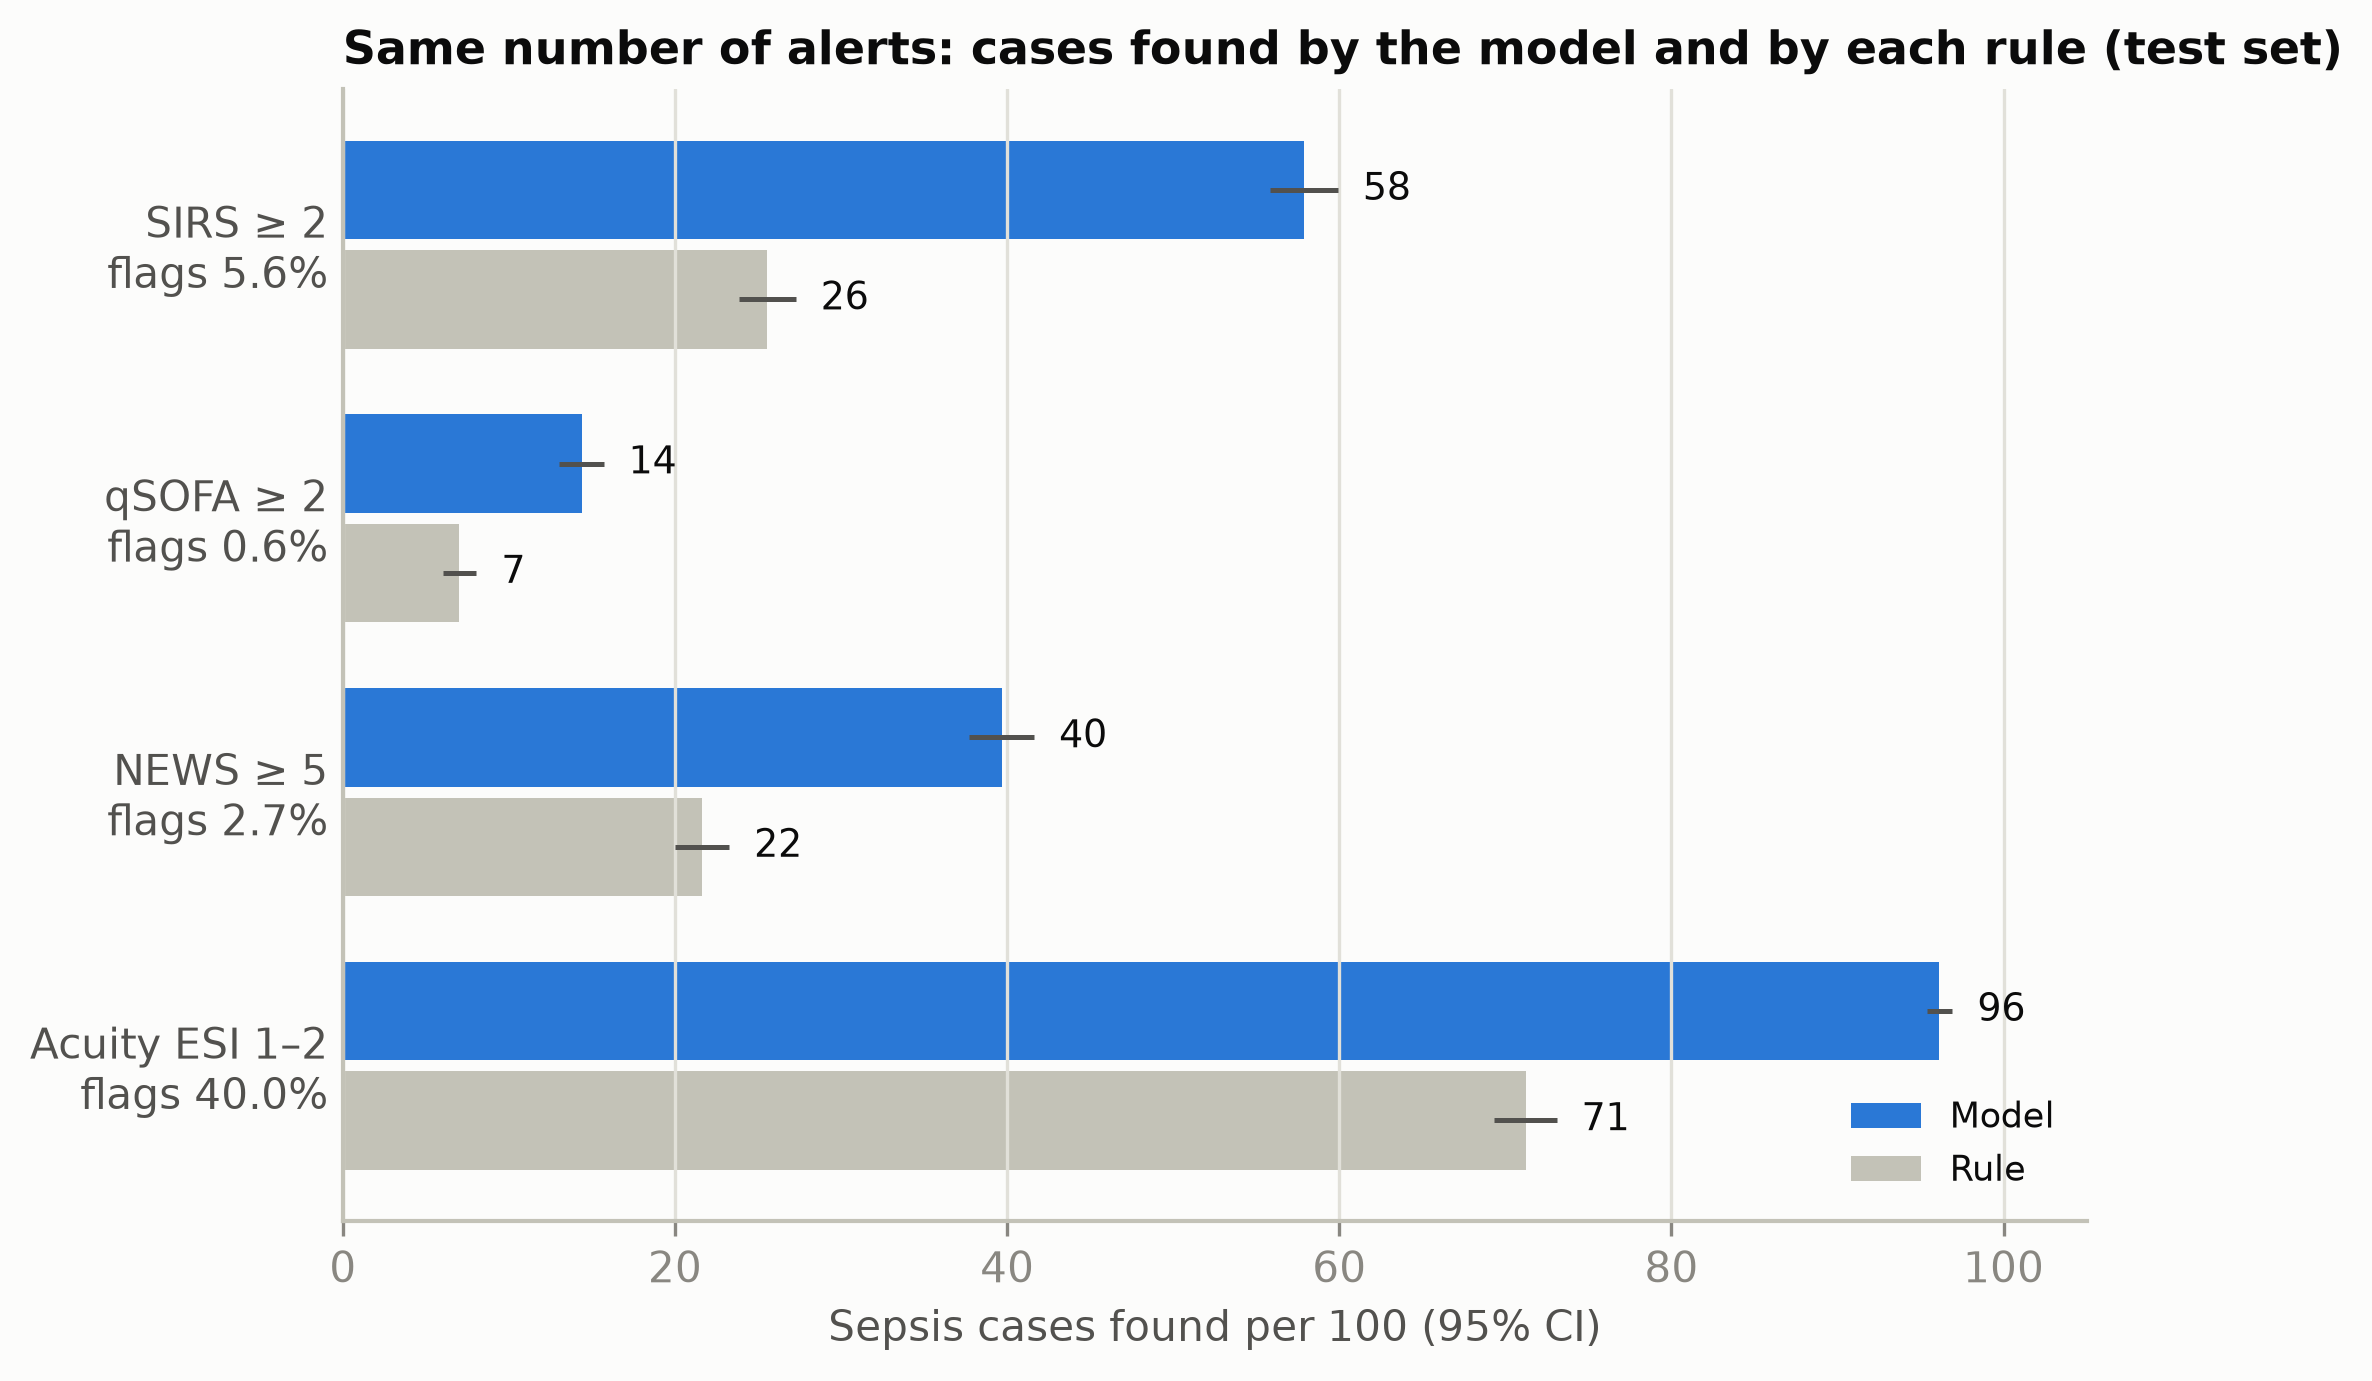 Same number of alerts: cases found by the model and by each rule (test set)
SIRS ≥ 2
flags 5.6%
58
26
qSOFA ≥ 2
flags 0.6%
14
7
NEWS ≥ 5
flags 2.7%
40
22
Acuity ESI 1–2
flags 40.0%
96
71
Model
Rule
0 20 40 60 80 100
Sepsis cases found per 100 (95% CI)